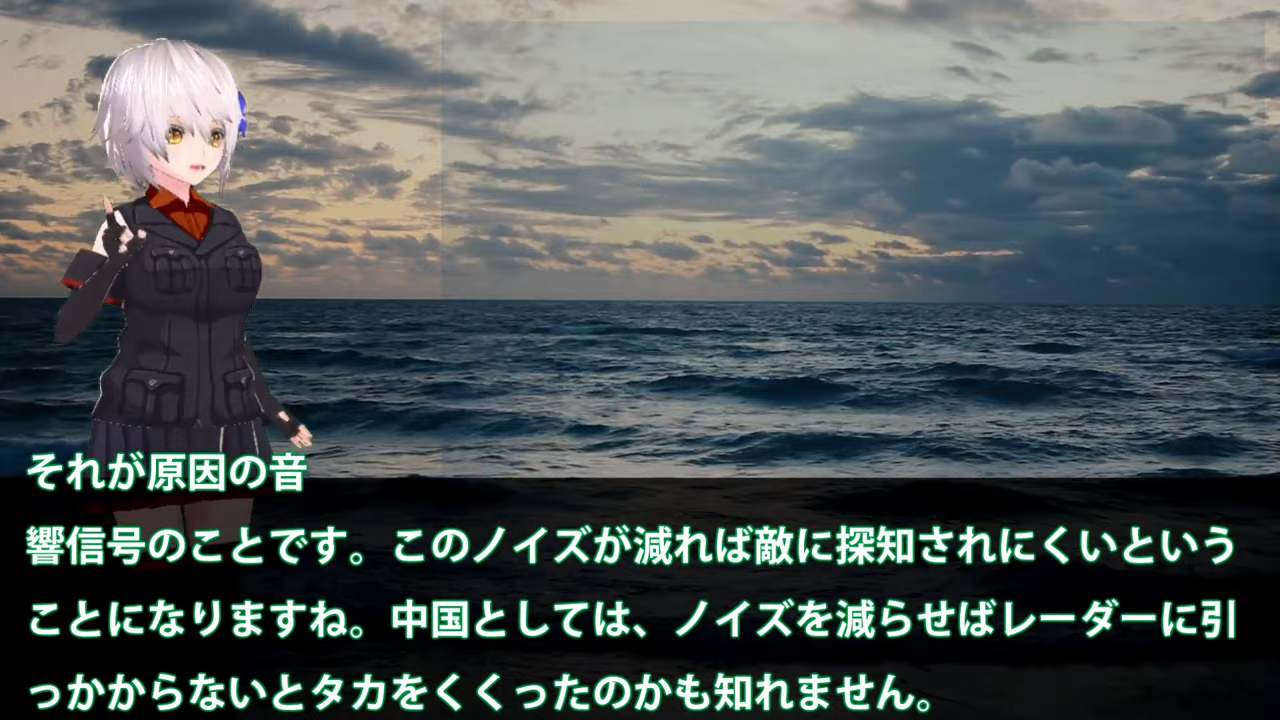 それが原因の音
響信号のことです。このノイズが減れば敵に探知されにくいという
ことになりますね。中国としては、ノイズを減らせばレーダーに引
っかからないとタカをくくったのかも知れません。